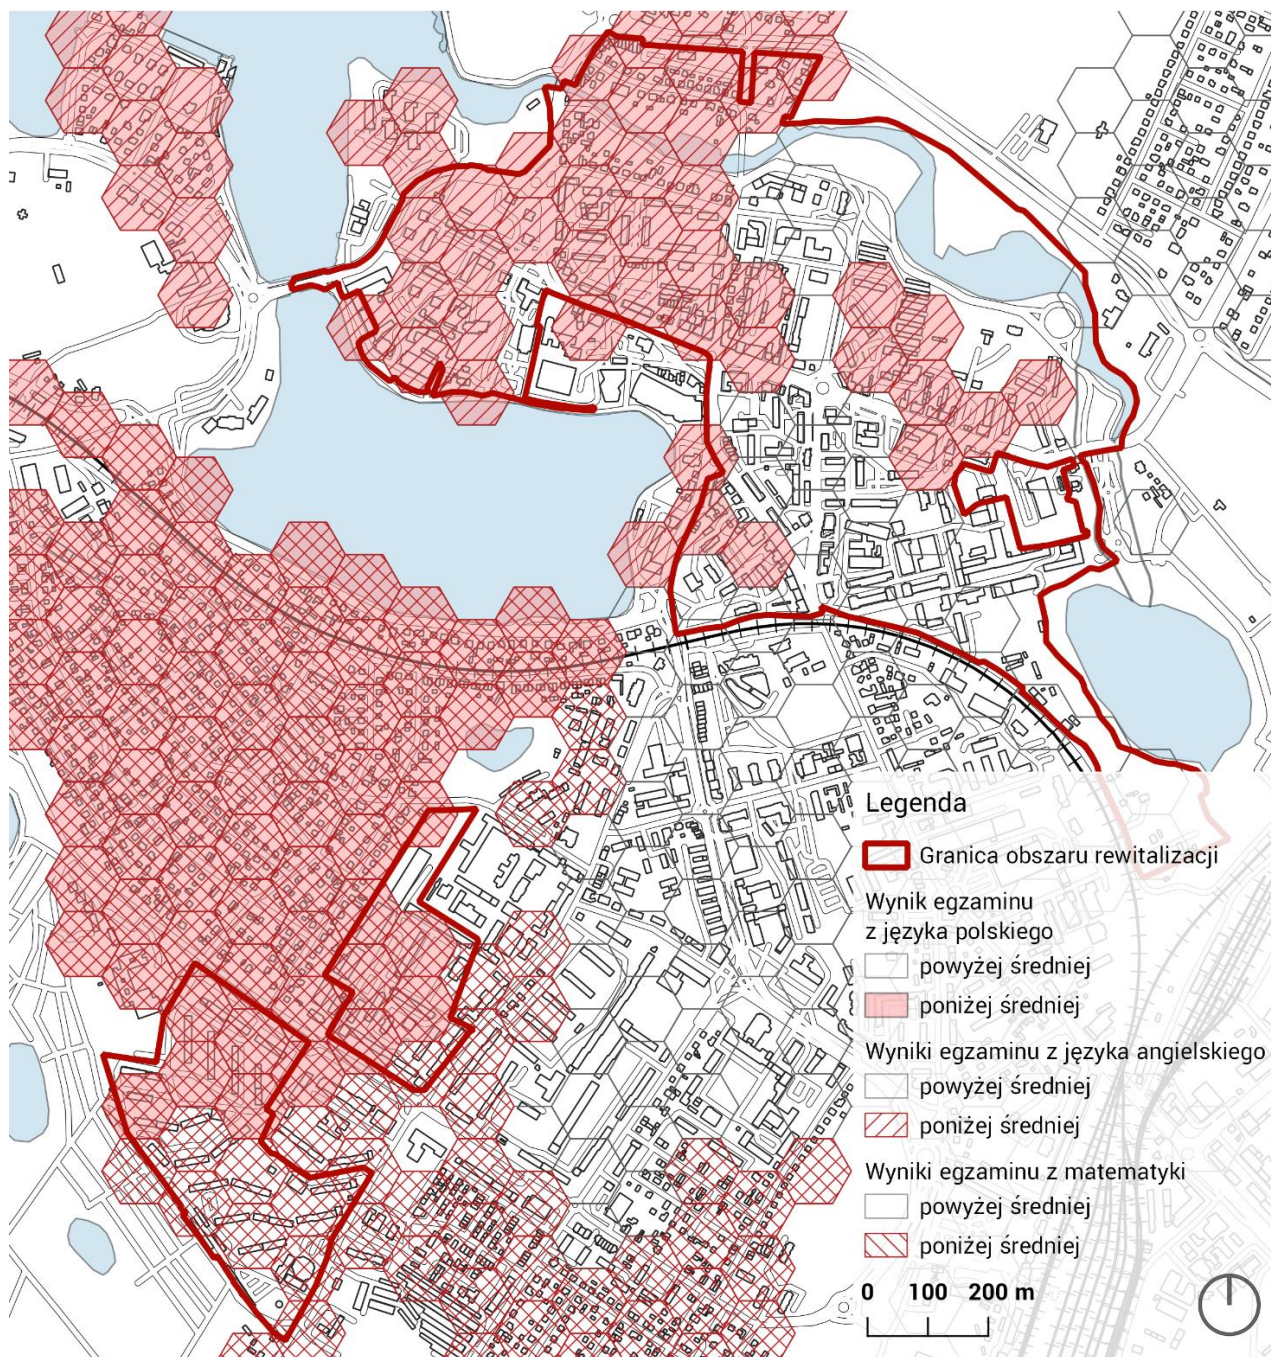 Legenda
Granica obszaru rewitalizacji
Wynik egzaminu
z języka polskiego
powyżej średniej
poniżej średniej
Wyniki egzaminu z języka angielskiego
powyżej średniej
poniżej średniej
Wyniki egzaminu z matematyki
powyżej średniej
poniżej średniej
0 100 200 m